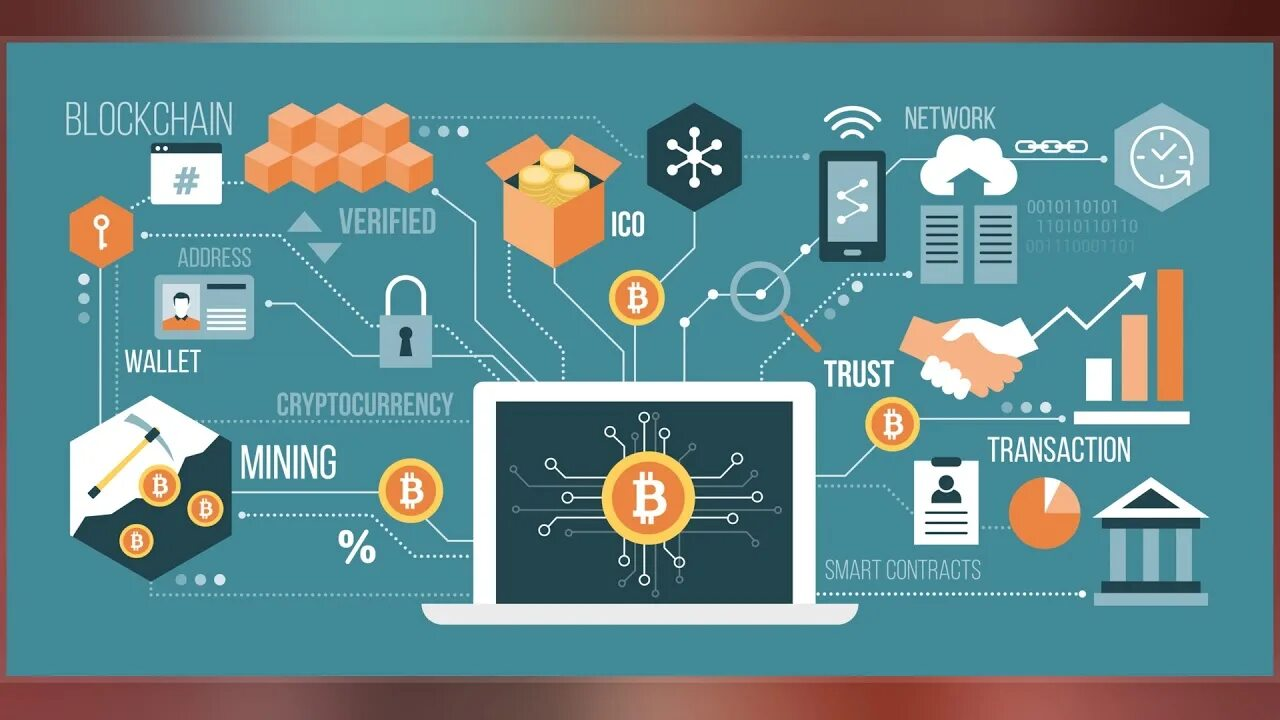 BLOCKCHAIN
#
VERIFIED
ADDRESS
WALLET
ICO
NETWORK
0010110101
11010110110
001110001101
CRYPTOCURRENCY
TRUST
MINING
%
TRANSACTION
SMART CONTRACTS